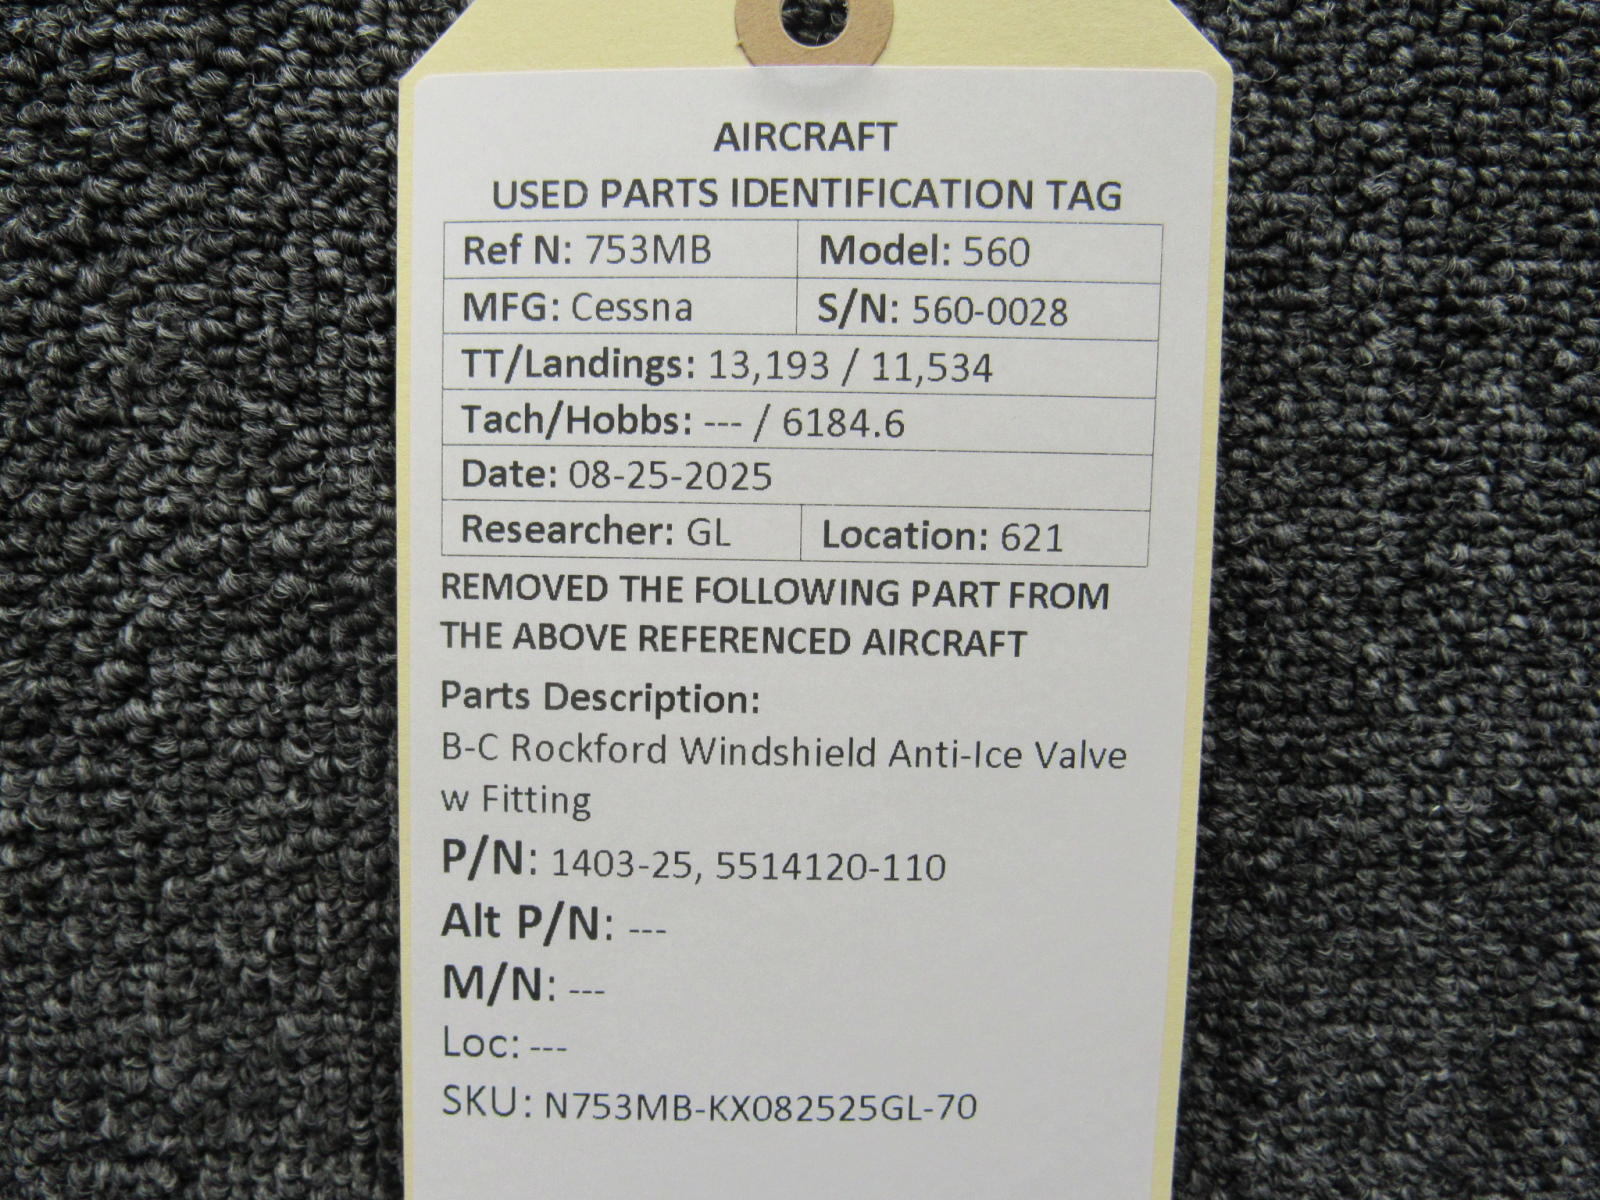 AIRCRAFT
USED PARTS IDENTIFICATION TAG
Ref N: 753MB Model: 560
MFG: Cessna S/N: 560-0028
TT/Landings: 13,193 / 11,534
Tach/Hobbs: --- / 6184.6
Date: 08-25-2025
Researcher: GL Location: 621
REMOVED THE FOLLOWING PART FROM
THE ABOVE REFERENCED AIRCRAFT
Parts Description:
B-C Rockford Windshield Anti-Ice Valve
w Fitting
P/N: 1403-25, 5514120-110
Alt P/N: ---
M/N: ---
Loc: ---
SKU: N753MB-KX082525GL-70